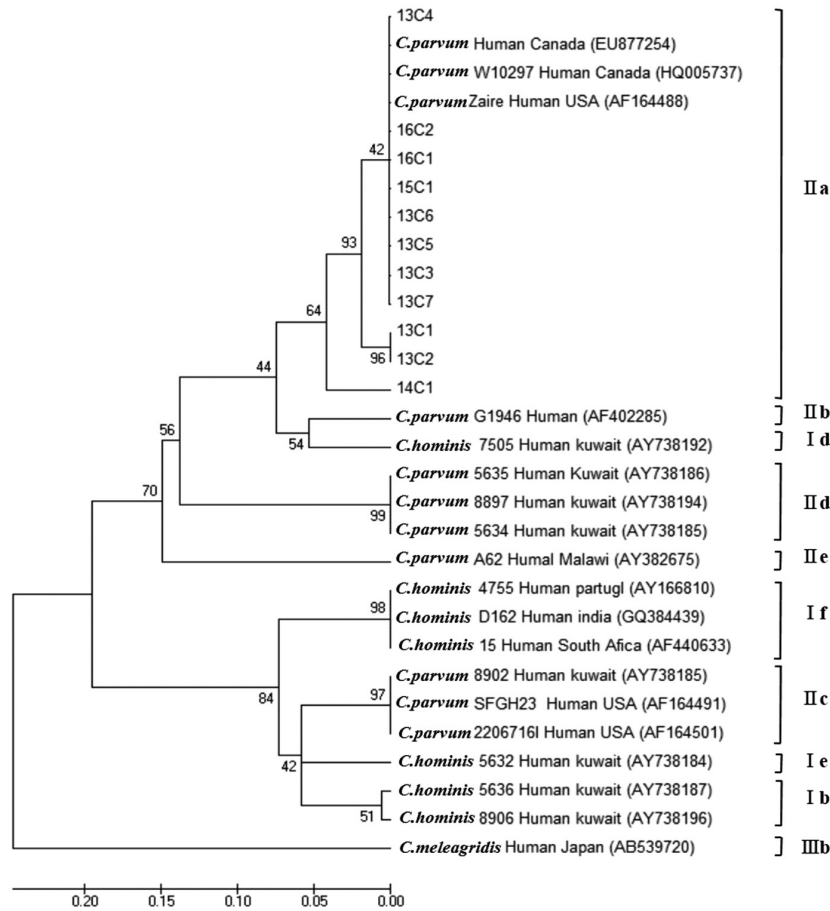 13C4
C.parvum Human Canada (EU877254)
C.parvum W10297 Human Canada (HQ005737)
C.parvum Zaire Human USA (AF164488)
16C2
42
16C1
15C1
IIa
13C6
93
13C5
13C3
13C7
64
13C1
96
13C2
44
14C1
C.parvum G1946 Human (AF402285)
IIb
56
54
C.hominis 7505 Human kuwait (AY738192)
Id
C.parvum 5635 Human Kuwait (AY738186)
70
C.parvum 8897 Human kuwait (AY738194)
IId
99
C.parvum 5634 Human kuwait (AY738185)
C.parvum A62 Humal Malawi (AY382675)
IIe
C.hominis 4755 Human partugl (AY166810)
98
C.hominis D162 Human india (GQ384439)
If
C.hominis 15 Human South Afica (AF440633)
C.parvum 8902 Human kuwait (AY738185)
84
97
C.parvum SFGH23 Human USA (AF164491)
IIc
C.parvum 2206716I Human USA (AF164501)
42
C.hominis 5632 Human kuwait (AY738184)
Ie
C.hominis 5636 Human kuwait (AY738187)
Ib
51
C.hominis 8906 Human kuwait (AY738196)
C.meleagridis Human Japan (AB539720)
IIIb
0.20 0.15 0.10 0.05 0.00